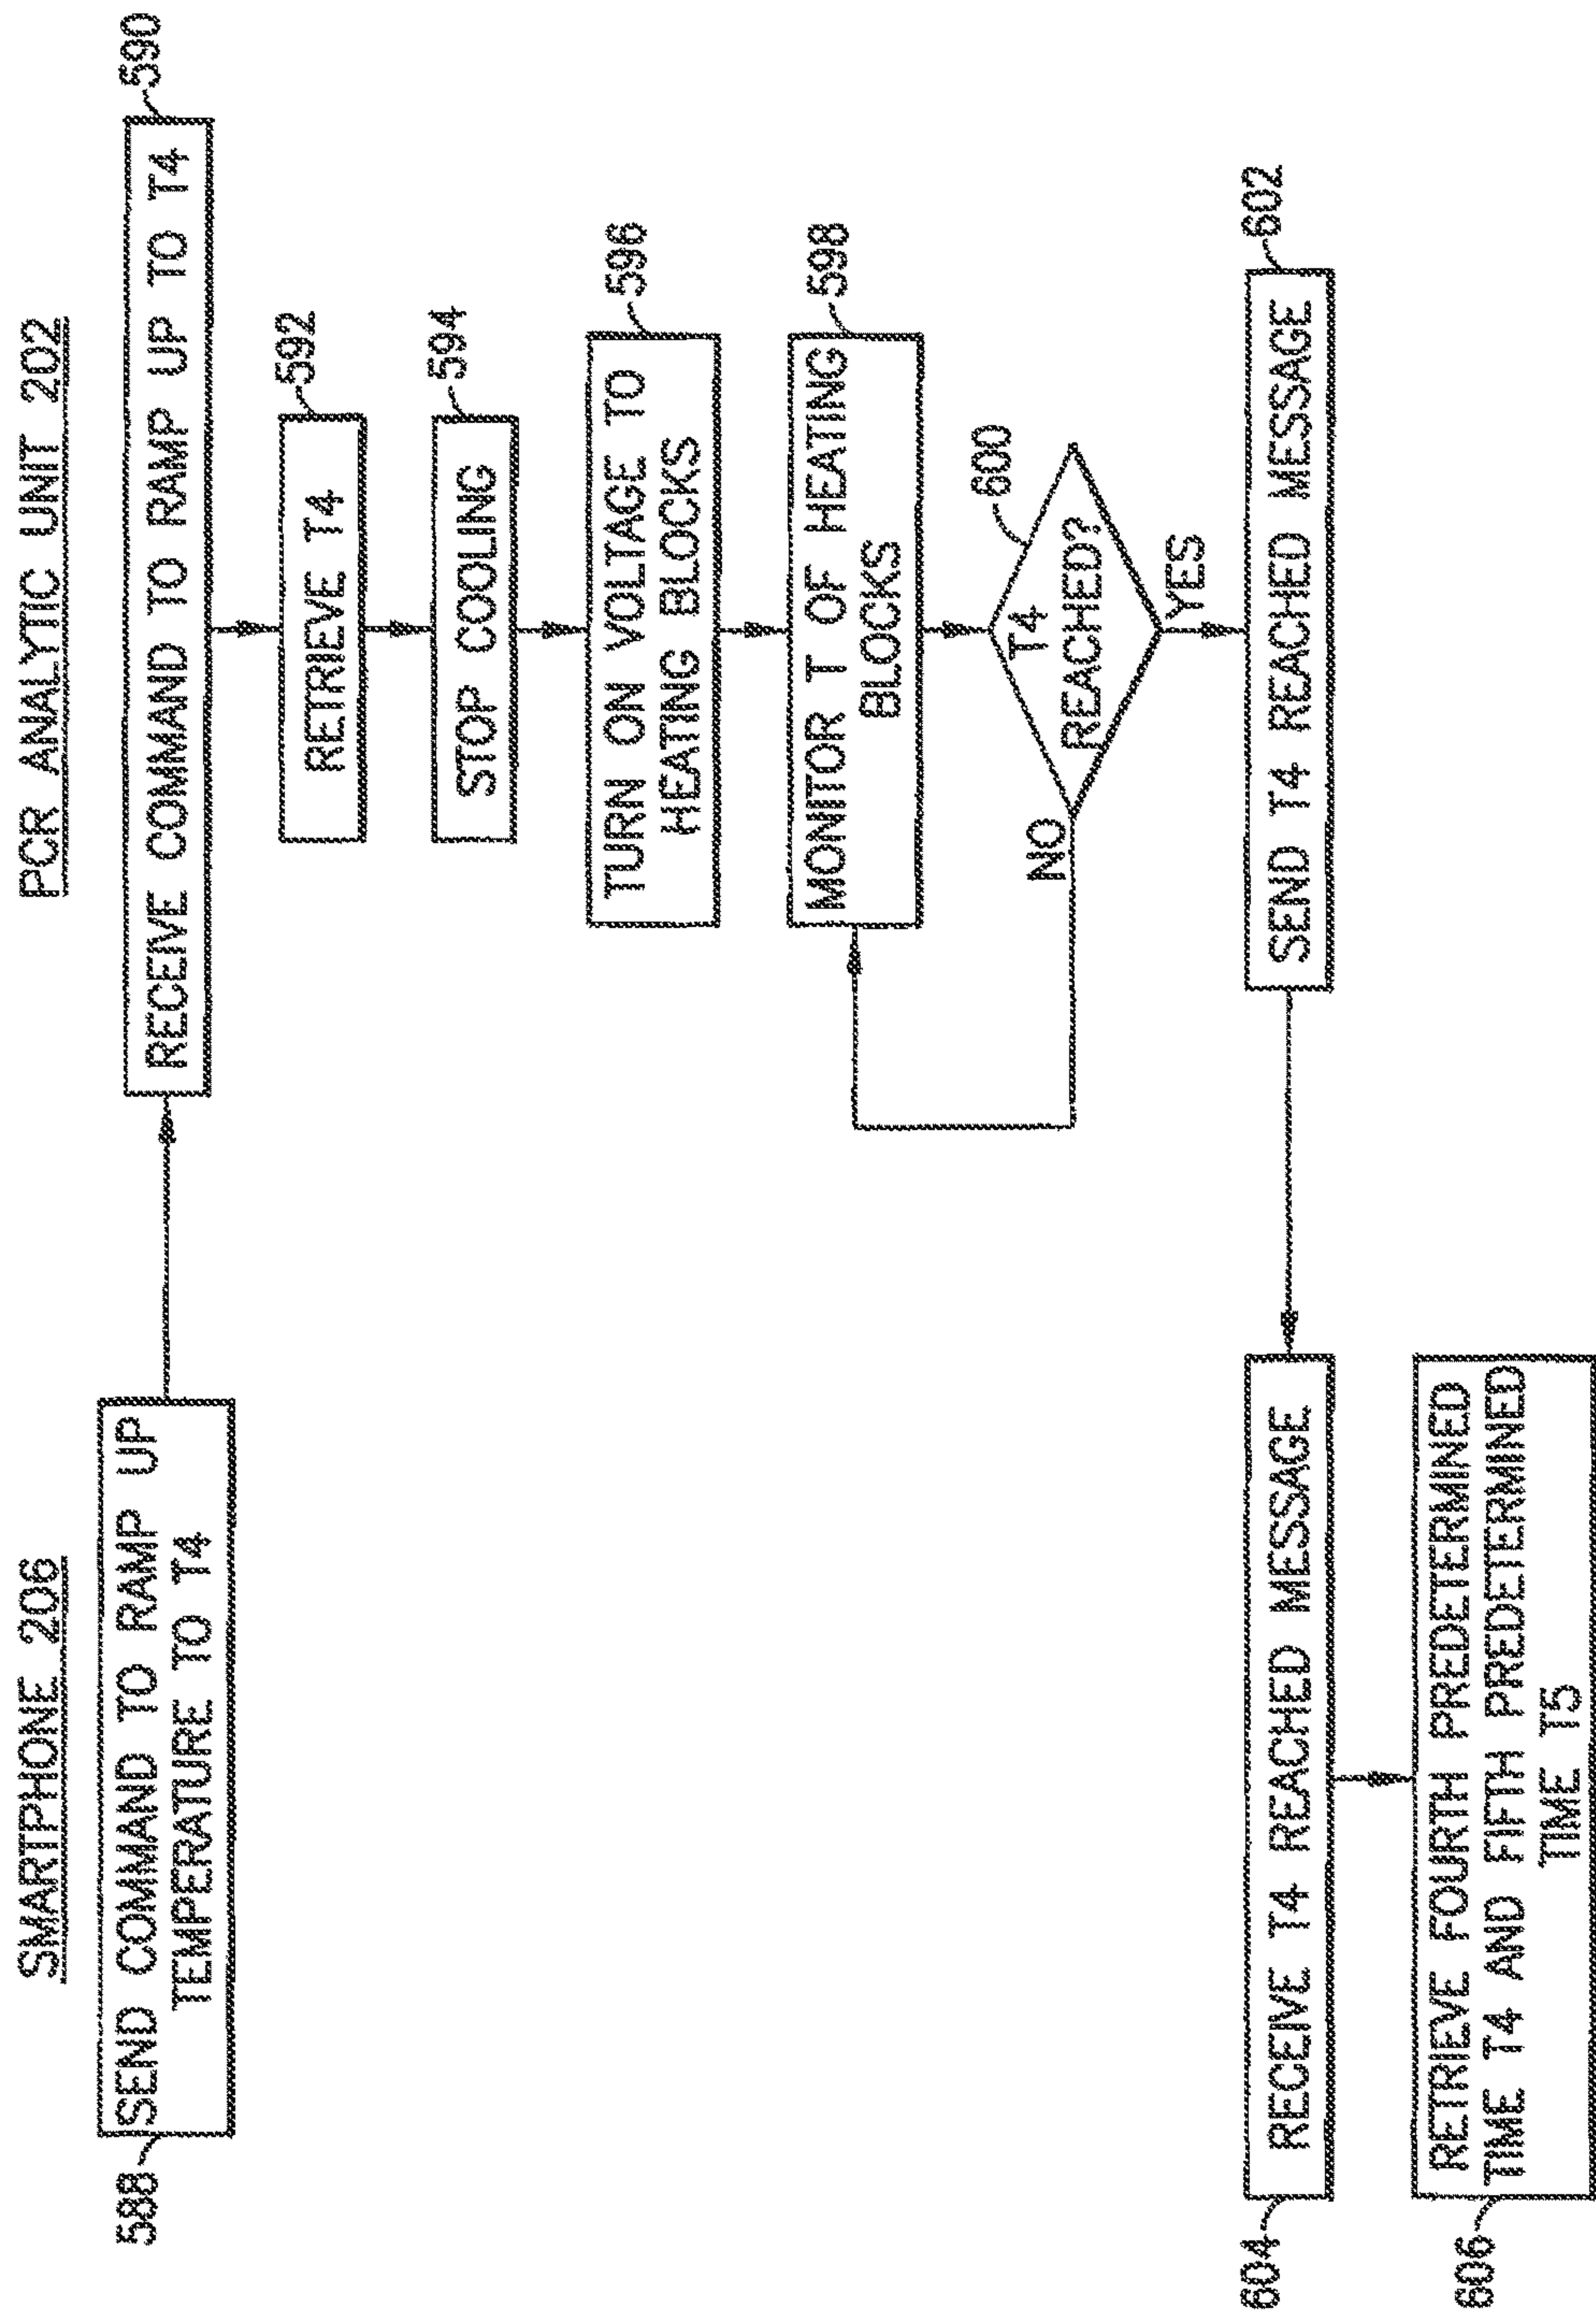 SMARTPHONE 206
PCR ANALYTIC UNIT 202
588
SEND COMMAND TO RAMP UP
TEMPERATURE TO T4
590
RECEIVE COMMAND TO RAMP UP TO T4
592
RETRIEVE T4
594
STOP COOLING
596
TURN ON VOLTAGE TO
HEATING BLOCKS
598
MONITOR T OF HEATING
BLOCKS
600
T4
REACHED?
NO
YES
602
SEND T4 REACHED MESSAGE
604
RECEIVE T4 REACHED MESSAGE
606
RETRIEVE FOURTH PREDETERMINED
TIME T4 AND FIFTH PREDETERMINED
TIME T5